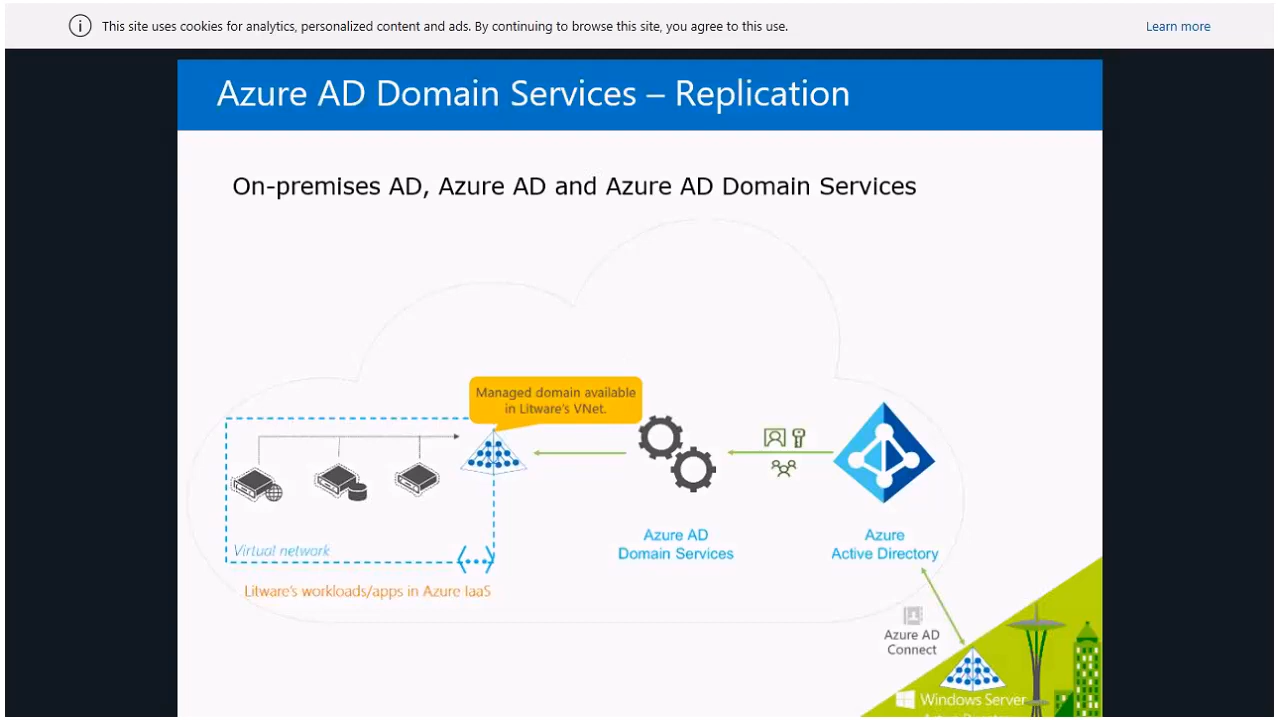 This site uses cookies for analytics, personalized content and ads. By continuing to browse this site, you agree to this use.
Learn more
Azure AD Domain Services – Replication
On-premises AD, Azure AD and Azure AD Domain Services
Managed domain available
in Litware's VNet.
Virtual network
Litware's workloads/apps in Azure IaaS
Azure AD
Domain Services
Azure
Active Directory
Azure AD
Connect
Windows Server